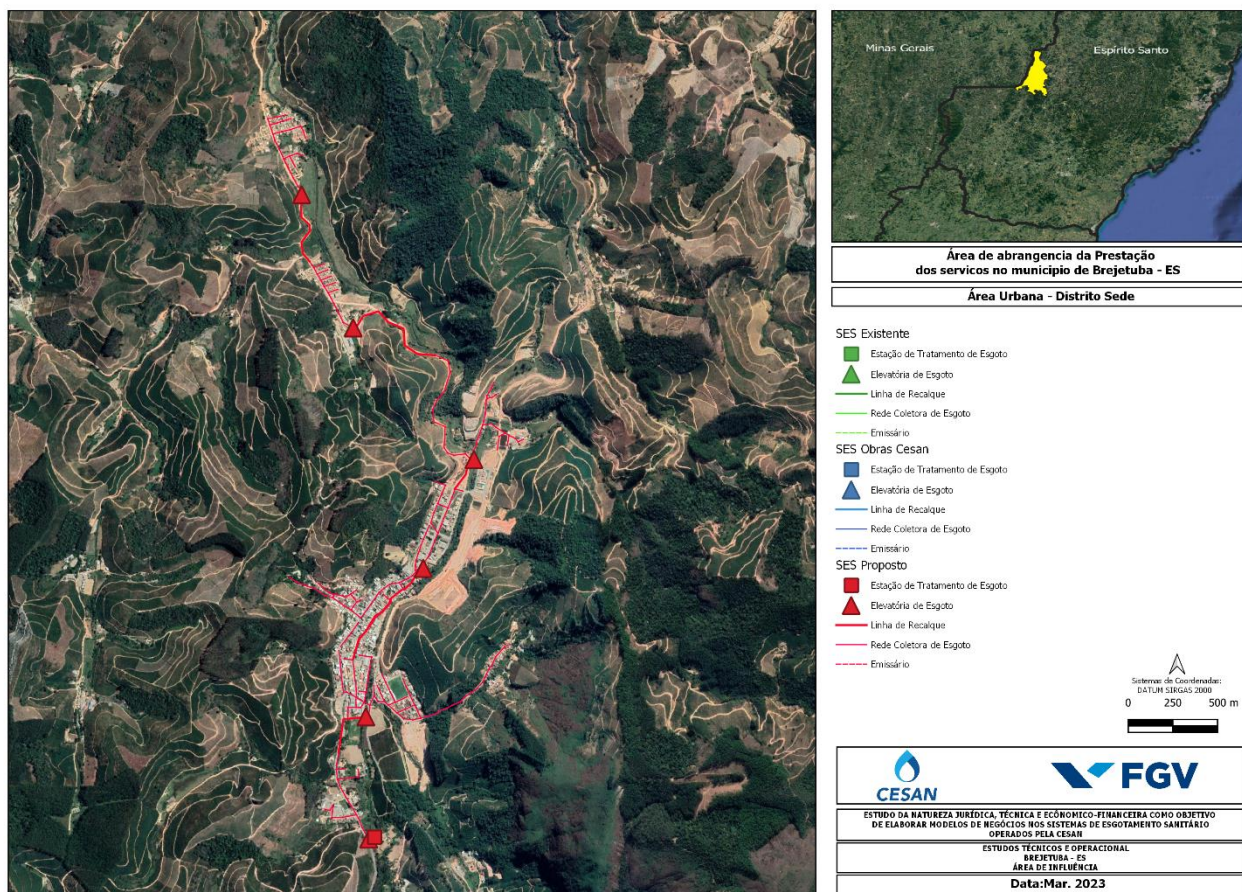 Minas Gerais
Espírito Santo
Área de abrangencia da Prestação
dos servicos no municipio de Brejetuba - ES
Área Urbana - Distrito Sede
SES Existente
Estação de Tratamento de Esgoto
Elevatória de Esgoto
Linha de Recalque
Rede Coletora de Esgoto
Emissário
SES Obras Cesan
Estação de Tratamento de Esgoto
Elevatória de Esgoto
Linha de Recalque
Rede Coletora de Esgoto
Emissário
SES Proposto
Estação de Tratamento de Esgoto
Elevatória de Esgoto
Linha de Recalque
Rede Coletora de Esgoto
Emissário
Sistemas de Coordenadas:
DATUM SIRGAS 2000
0 250 500 m
CESAN
FGV
ESTUDO DA NATUREZA JURÍDICA, TÉCNICA E ECÔNOMICO-FINANCEIRA COMO OBJETIVO
DE ELABORAR MODELOS DE NEGÓCIOS NOS SISTEMAS DE ESGOTAMENTO SANITÁRIO
OPERADOS PELA CESAN
ESTUDOS TÉCNICOS E OPERACIONAL
BREJETUBA - ES
ÁREA DE INFLUÊNCIA
Data:Mar. 2023